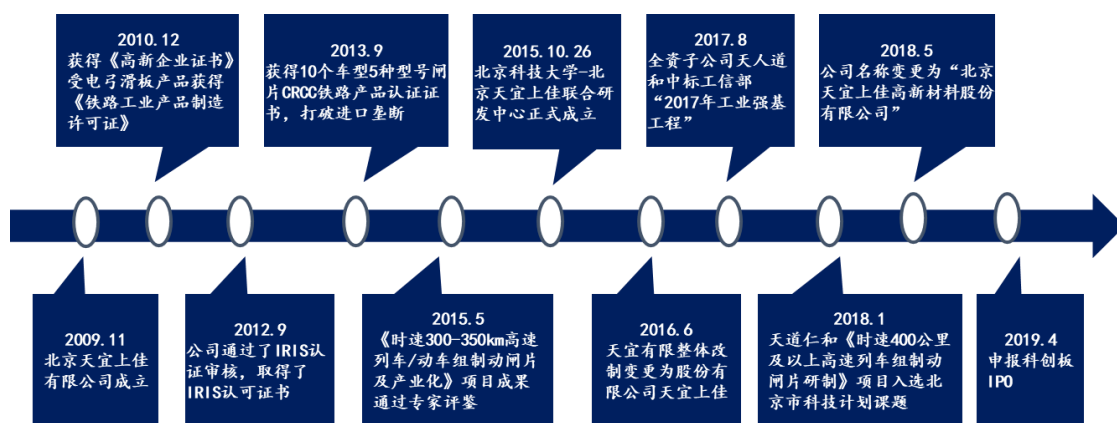 2010.12
获得《高新企业证书》
受电弓滑板产品获得
《铁路工业产品制造
许可证》
2013.9
获得10个车型5种型号闸
片CRCC铁路产品认证证
书，打破进口垄断
2015.10.26
北京科技大学-北
京天宜上佳联合研
发中心正式成立
2017.8
全资子公司天人道
和中标工信部
“2017年工业强基
工程”
2018.5
公司名称变更为“北京
天宜上佳高新材料股份
有限公司”
2009.11
北京天宜上佳
有限公司成立
2012.9
公司通过了IRIS认
证审核，取得了
IRIS认可证书
2015.5
《时速300-350km高速
列车/动车组制动闸片
及产业化》项目成果
通过专家评鉴
2016.6
天宜有限整体改
制变更为股份有
限公司天宜上佳
2018.1
天道仁和《时速400公里
及以上高速列车组制动
闸片研制》项目入选北
京市科技计划课题
2019.4
申报科创板
IPO